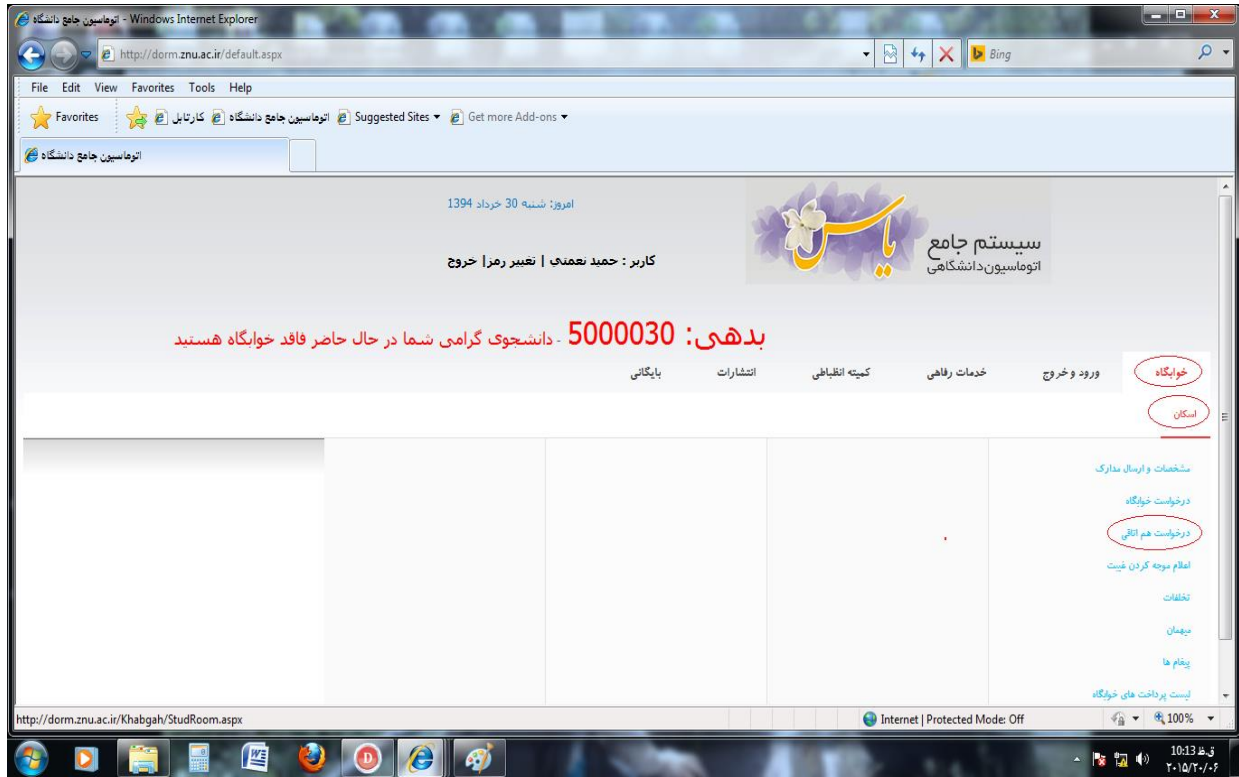 اتوماسیون جامع دانشگاه - Windows Internet Explorer
http://dorm.znu.ac.ir/default.aspx
Bing
File Edit View Favorites Tools Help
Favorites کارتابل اتوماسیون جامع دانشگاه Suggested Sites Get more Add-ons
اتوماسیون جامع دانشگاه
امروز: شنبه 30 خرداد 1394
یاس
سیستم جامع
اتوماسیون دانشگاهی
کاربر : حمید نعمتي | تغییر رمز | خروج
بدهی: 5000030 - دانشجوی گرامی شما در حال حاضر فاقد خوابگاه هستید
خوابگاه ورود و خروج خدمات رفاهی کمیته انظباطی انتشارات بایگانی
اسکان
مشخصات و ارسال مدارک
درخواست خوابگاه
درخواست هم اتاقی
اعلام موجه کردن غیبت
تخلفات
میهمان
پیغام ها
لیست پرداخت های خوابگاه
http://dorm.znu.ac.ir/Khabgah/StudRoom.aspx
Internet | Protected Mode: Off
100%
10:13 ق.ظ